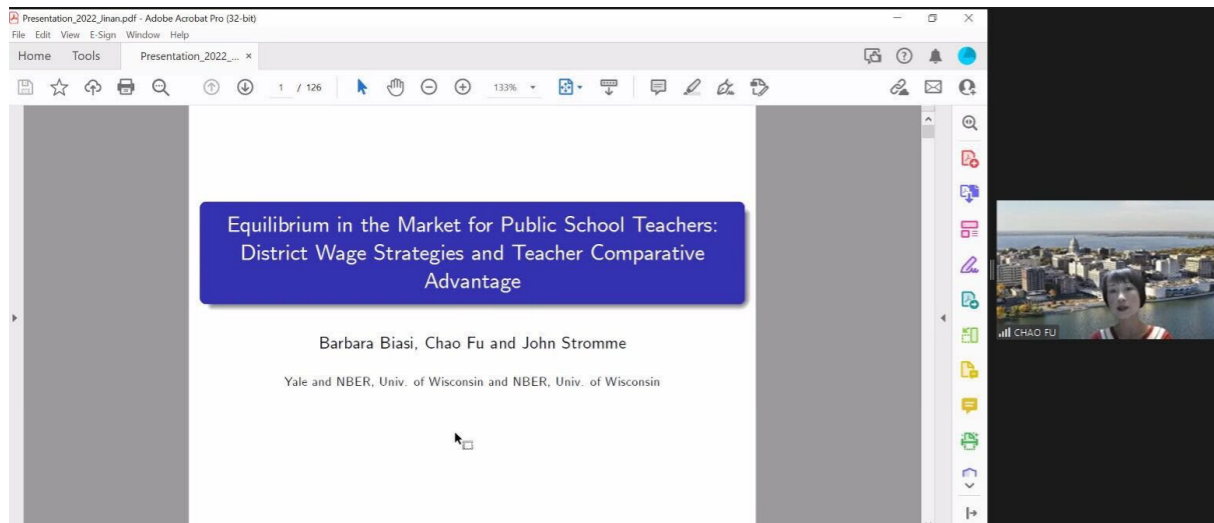 Presentation_2022_Jinan.pdf - Adobe Acrobat Pro (32-bit)
File Edit View E-Sign Window Help
Home Tools Presentation_2022_... ×
1 / 126 133%
Equilibrium in the Market for Public School Teachers:
District Wage Strategies and Teacher Comparative
Advantage
Barbara Biasi, Chao Fu and John Stromme
Yale and NBER, Univ. of Wisconsin and NBER, Univ. of Wisconsin
CHAO FU